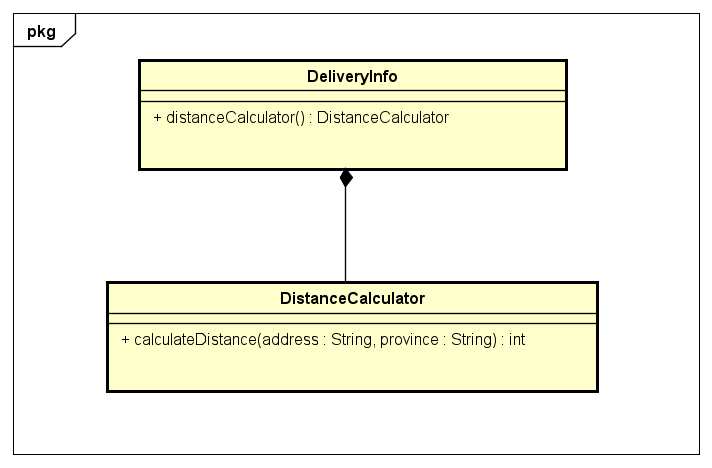 pkg
DeliveryInfo
+ distanceCalculator() : DistanceCalculator
DistanceCalculator
+ calculateDistance(address : String, province : String) : int